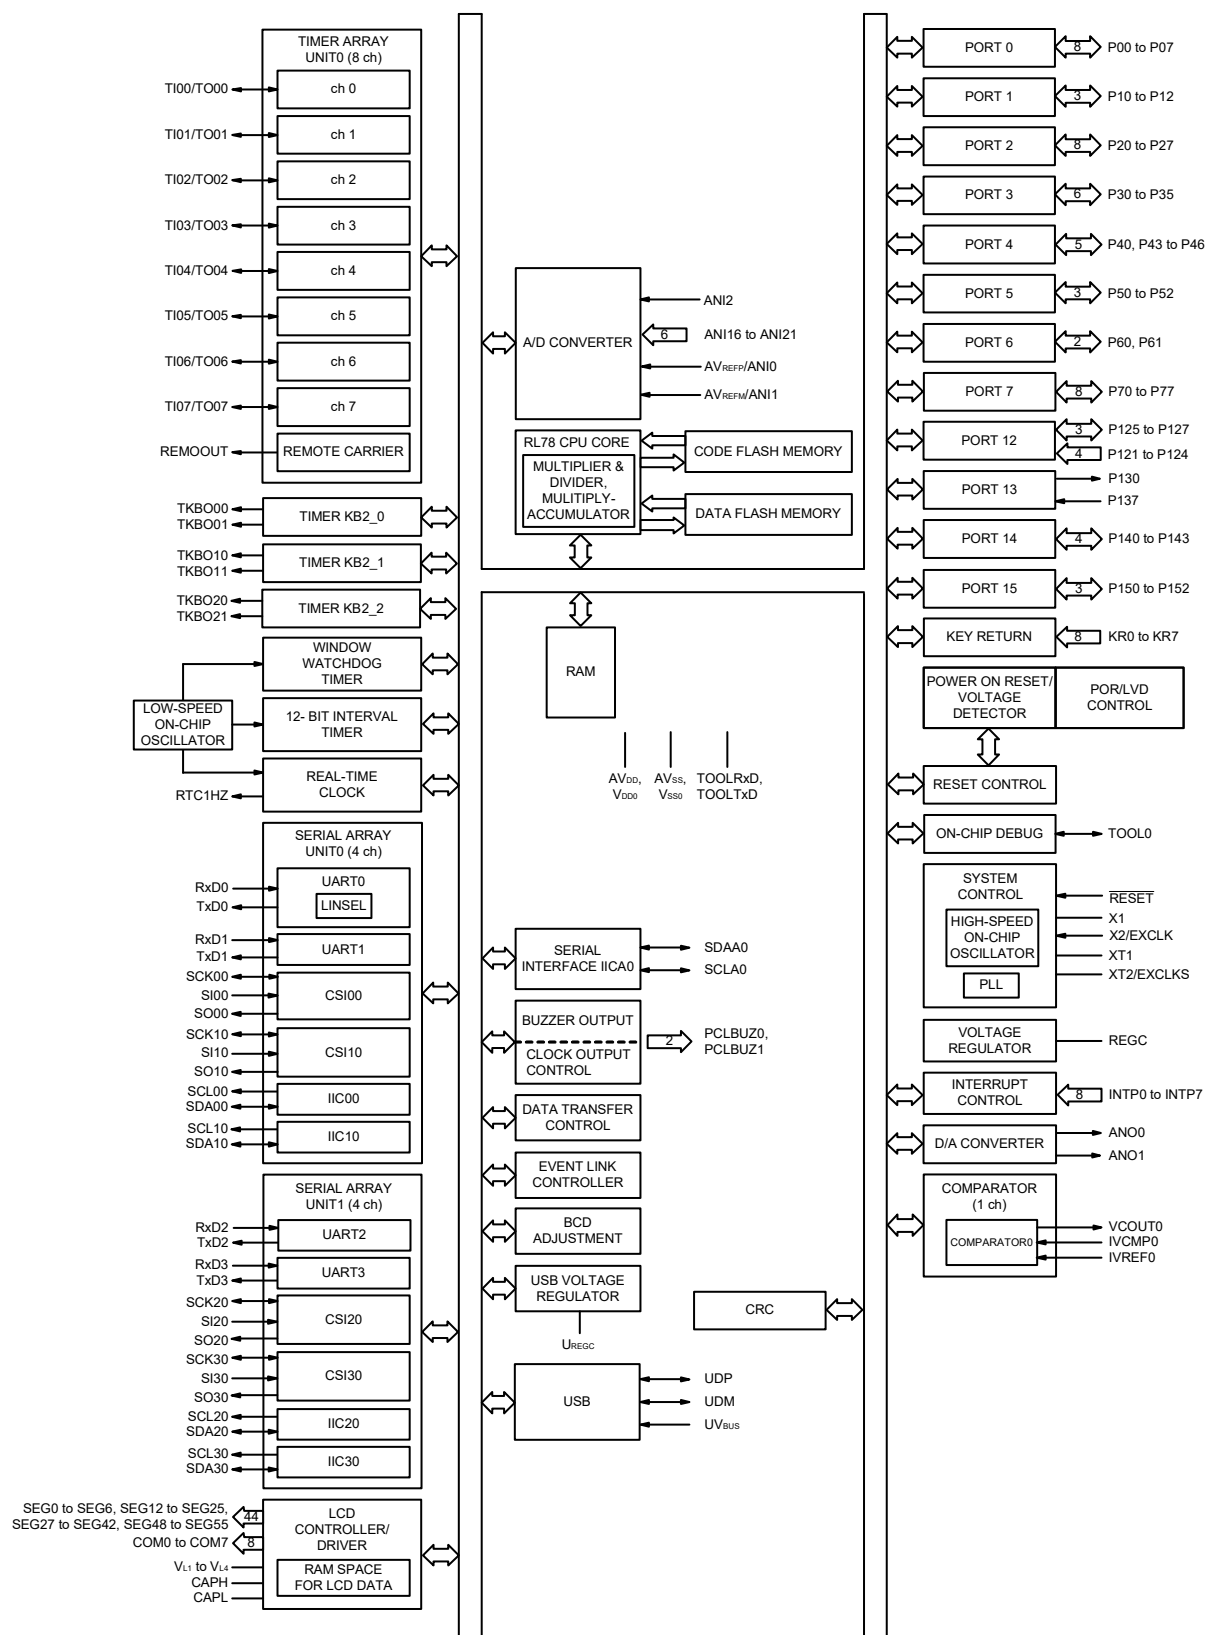 TIMER ARRAY
UNIT0 (8 ch)
TI00/TO00
ch 0
TI01/TO01
ch 1
TI02/TO02
ch 2
TI03/TO03
ch 3
TI04/TO04
ch 4
TI05/TO05
ch 5
TI06/TO06
ch 6
TI07/TO07
ch 7
REMOOUT
REMOTE CARRIER
TKBO00
TKBO01
TIMER KB2_0
TKBO10
TKBO11
TIMER KB2_1
TKBO20
TKBO21
TIMER KB2_2
WINDOW
WATCHDOG
TIMER
LOW-SPEED
ON-CHIP
OSCILLATOR
12- BIT INTERVAL
TIMER
REAL-TIME
CLOCK
RTC1HZ
SERIAL ARRAY
UNIT0 (4 ch)
RxD0
TxD0
UART0
LINSEL
RxD1
TxD1
UART1
SCK00
SI00
SO00
CSI00
SCK10
SI10
SO10
CSI10
SCL00
SDA00
IIC00
SCL10
SDA10
IIC10
SERIAL ARRAY
UNIT1 (4 ch)
RxD2
TxD2
UART2
RxD3
TxD3
UART3
SCK20
SI20
SO20
CSI20
SCK30
SI30
SO30
CSI30
SCL20
SDA20
IIC20
SCL30
SDA30
IIC30
SEG0 to SEG6, SEG12 to SEG25,
SEG27 to SEG42, SEG48 to SEG55
44
COM0 to COM7
8
VL1 to VL4
CAPH
CAPL
LCD
CONTROLLER/
DRIVER
RAM SPACE
FOR LCD DATA
A/D CONVERTER
ANI2
6
ANI16 to ANI21
AVREFP/ANI0
AVREFM/ANI1
RL78 CPU CORE
MULTIPLIER &
DIVIDER,
MULITIPLY-
ACCUMULATOR
CODE FLASH MEMORY
DATA FLASH MEMORY
RAM
AVDD,
VDD0
AVSS,
VSS0
TOOLRxD,
TOOLTxD
SERIAL
INTERFACE IICA0
SDAA0
SCLA0
BUZZER OUTPUT
CLOCK OUTPUT
CONTROL
2
PCLBUZ0,
PCLBUZ1
DATA TRANSFER
CONTROL
EVENT LINK
CONTROLLER
BCD
ADJUSTMENT
USB VOLTAGE
REGULATOR
UREGC
CRC
USB
UDP
UDM
UVBUS
PORT 0
8
P00 to P07
PORT 1
3
P10 to P12
PORT 2
8
P20 to P27
PORT 3
6
P30 to P35
PORT 4
5
P40, P43 to P46
PORT 5
3
P50 to P52
PORT 6
2
P60, P61
PORT 7
8
P70 to P77
PORT 12
3
P125 to P127
4
P121 to P124
PORT 13
P130
P137
PORT 14
4
P140 to P143
PORT 15
3
P150 to P152
KEY RETURN
8
KR0 to KR7
POWER ON RESET/
VOLTAGE
DETECTOR
POR/LVD
CONTROL
RESET CONTROL
ON-CHIP DEBUG
TOOL0
SYSTEM
CONTROL
HIGH-SPEED
ON-CHIP
OSCILLATOR
PLL
RESET
X1
X2/EXCLK
XT1
XT2/EXCLKS
VOLTAGE
REGULATOR
REGC
INTERRUPT
CONTROL
8
INTP0 to INTP7
D/A CONVERTER
ANO0
ANO1
COMPARATOR
(1 ch)
COMPARATOR0
VCOUT0
IVCMP0
IVREF0